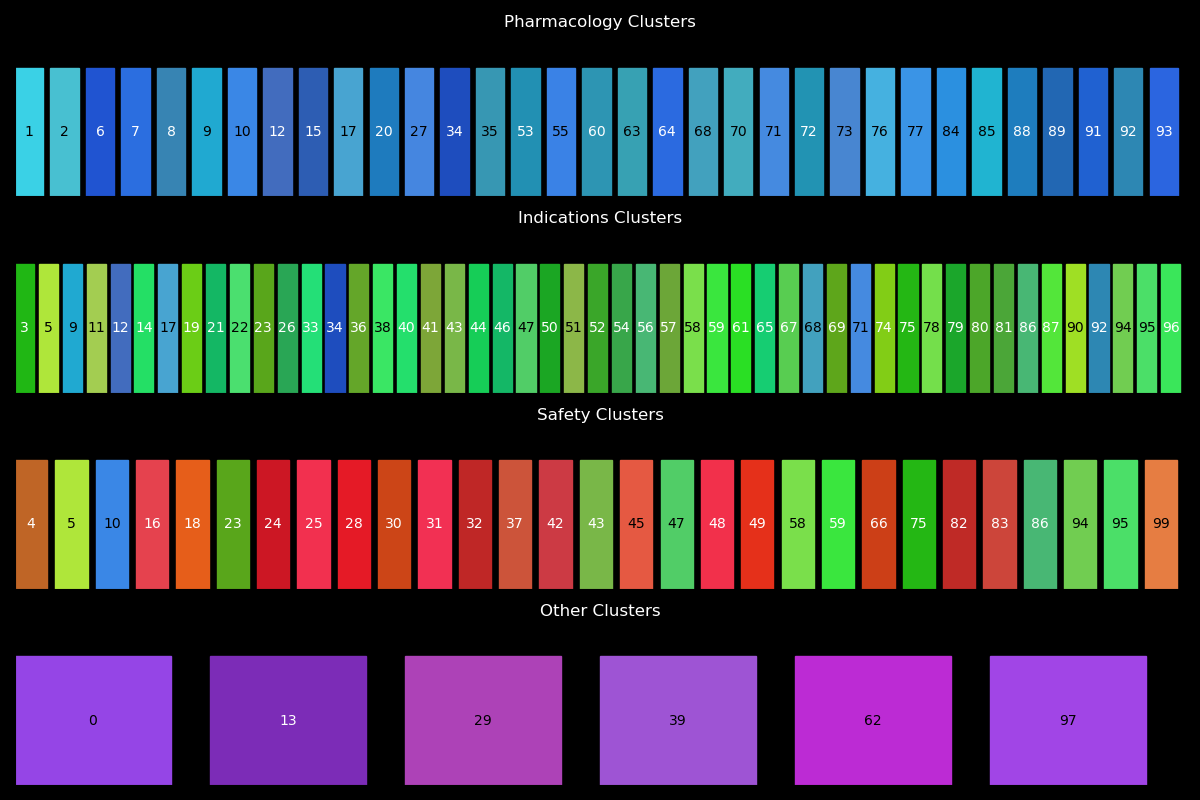 Pharmacology Clusters
1 2 6 7 8 9 10 12 15 17 20 27 34 35 53 55 60 63 64 68 70 71 72 73 76 77 84 85 88 89 91 92 93
Indications Clusters
3 5 9 11 12 14 17 19 21 22 23 26 33 34 36 38 40 41 43 44 46 47 50 51 52 54 56 57 58 59 61 65 67 68 69 71 74 75 78 79 80 81 86 87 90 92 94 95 96
Safety Clusters
4 5 10 16 18 23 24 25 28 30 31 32 37 42 43 45 47 48 49 58 59 66 75 82 83 86 94 95 99
Other Clusters
0 13 29 39 62 97